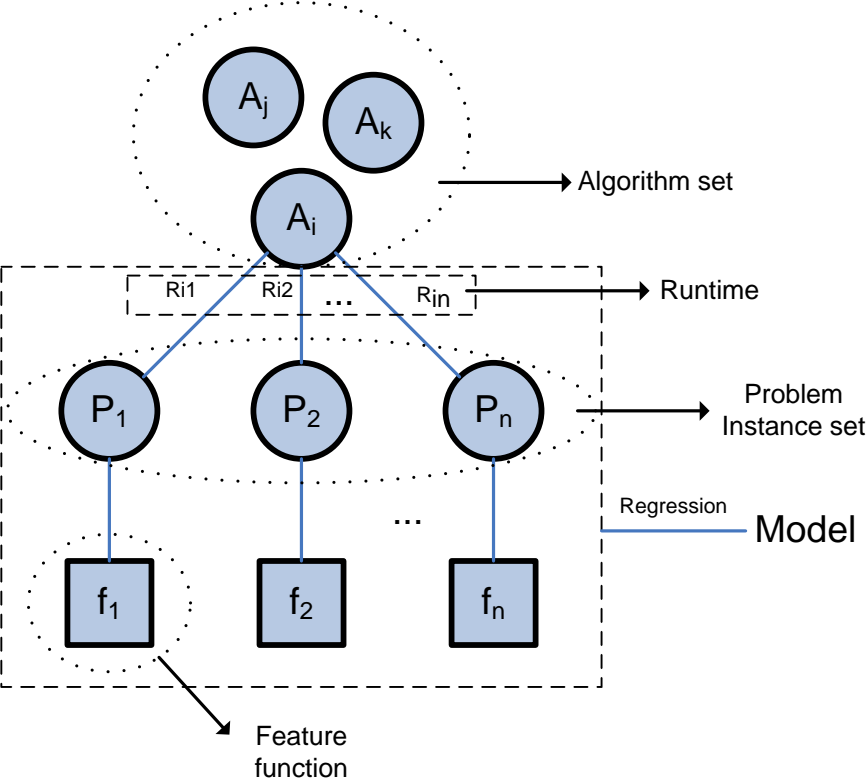 Aj
Ak
Ai
Algorithm set
Ri1 Ri2 ... Rin
Runtime
P1 P2 Pn
Problem
Instance set
...
Regression
Model
f1 f2 fn
Feature
function